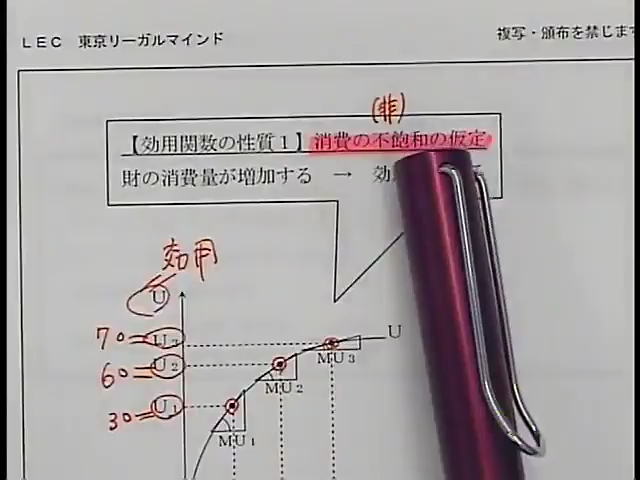 LEC 東京リーガルマインド
複写・頒布を禁じま
(非)
【効用関数の性質1】消費の不飽和の仮定
財の消費量が増加する → 効
効用
U
70=U3
U
MU3
60=U2
MU2
30=U1
MU1